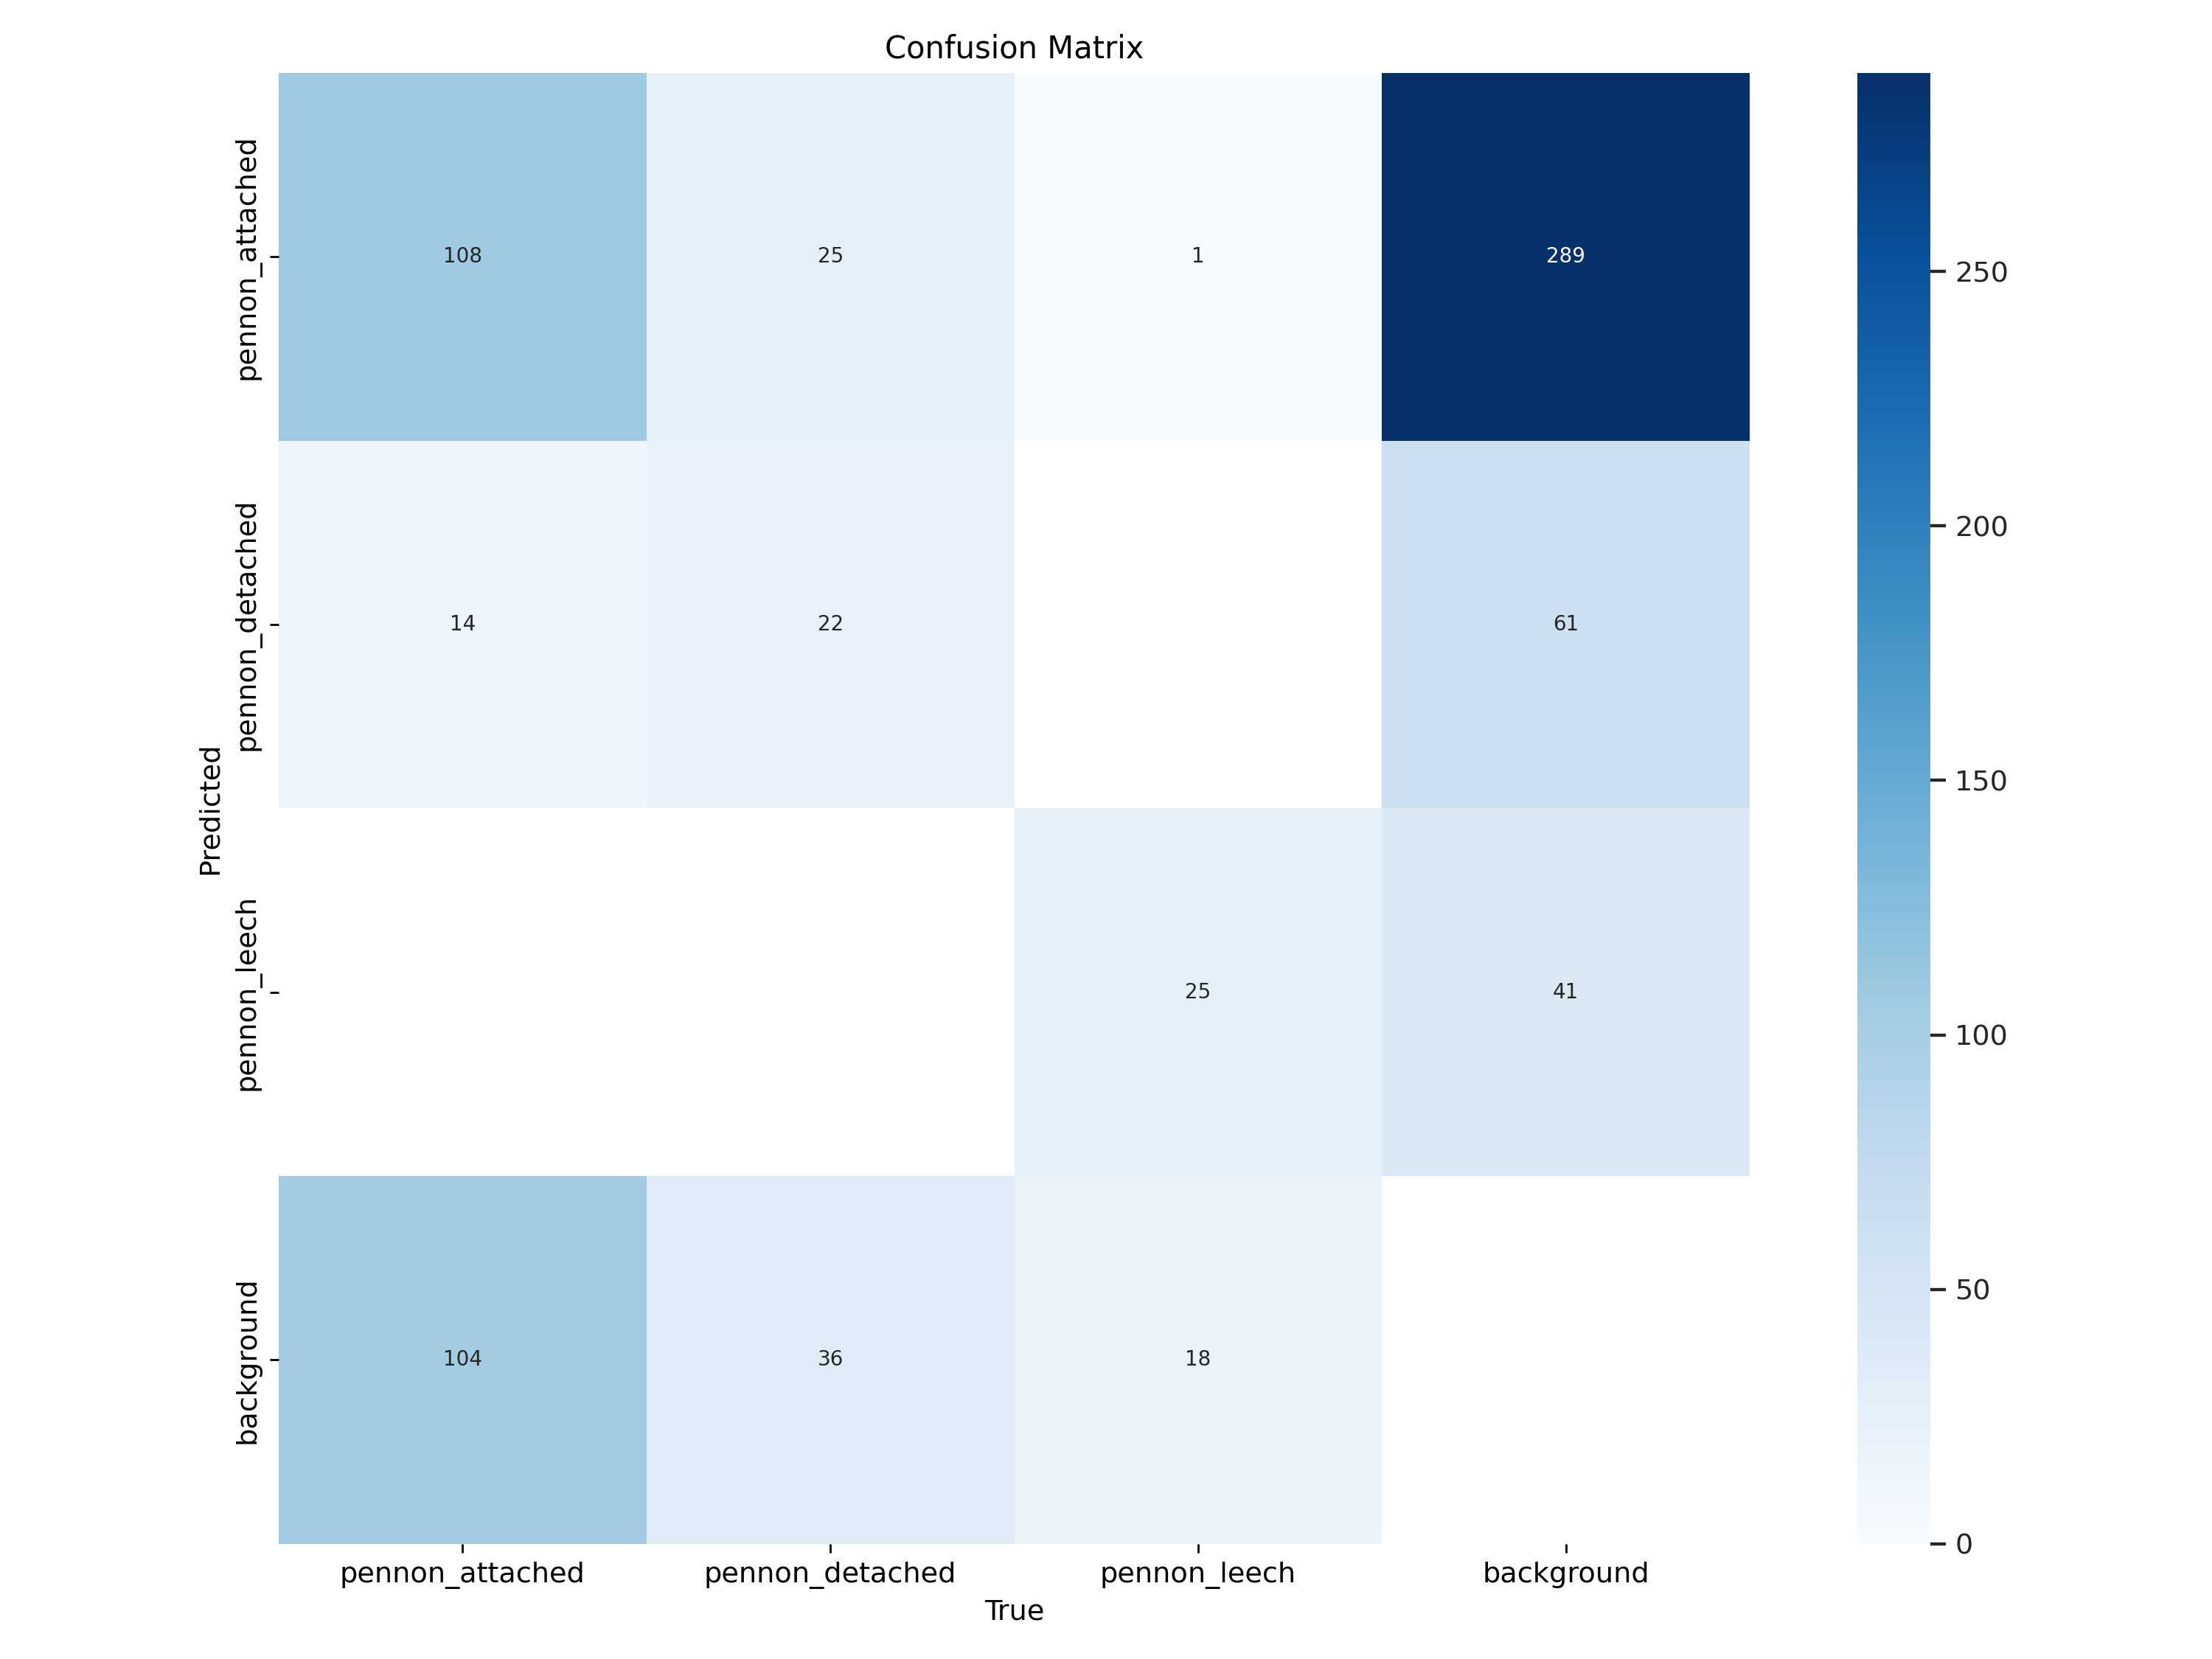 Confusion Matrix
pennon_attached
108 25 1 289
pennon_detached
14 22 61
pennon_leech
25 41
background
104 36 18
pennon_attached pennon_detached pennon_leech background
True
Predicted
250
200
150
100
50
0